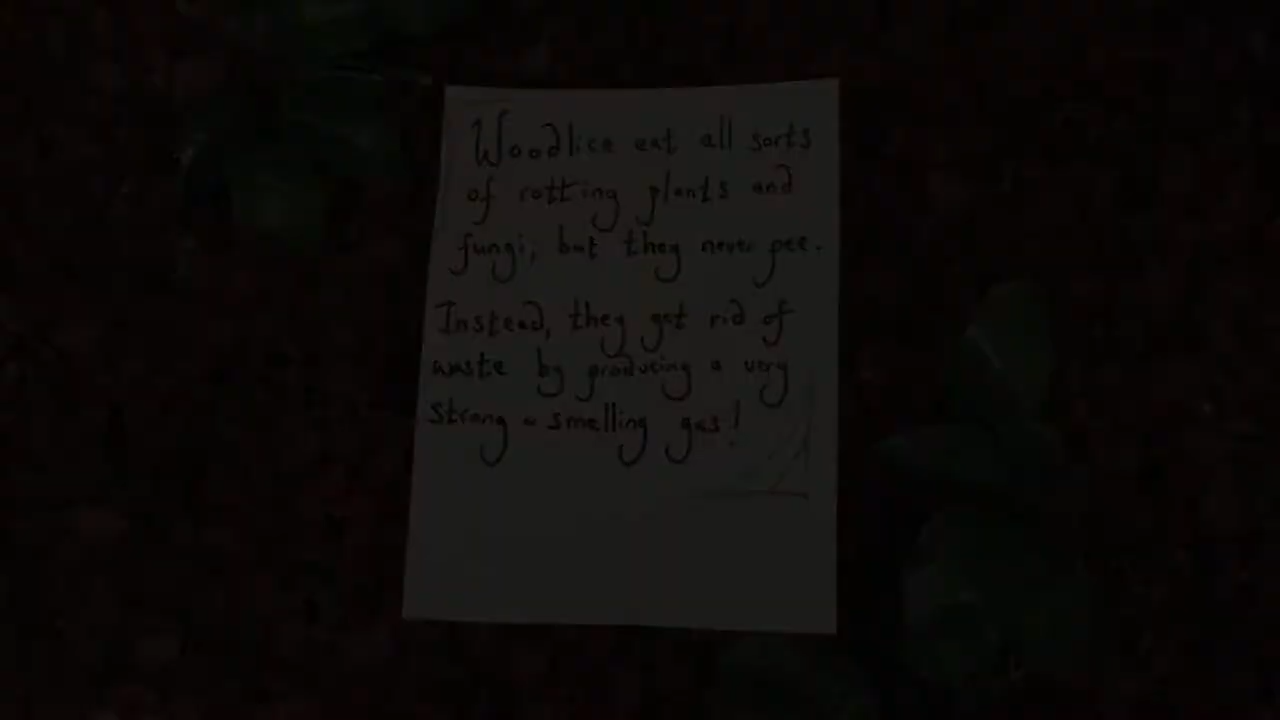 Woodlice eat all sorts
of rotting plants and
fungi, but they never pee.
Instead, they get rid of
waste by producing a very
strong-smelling gas!